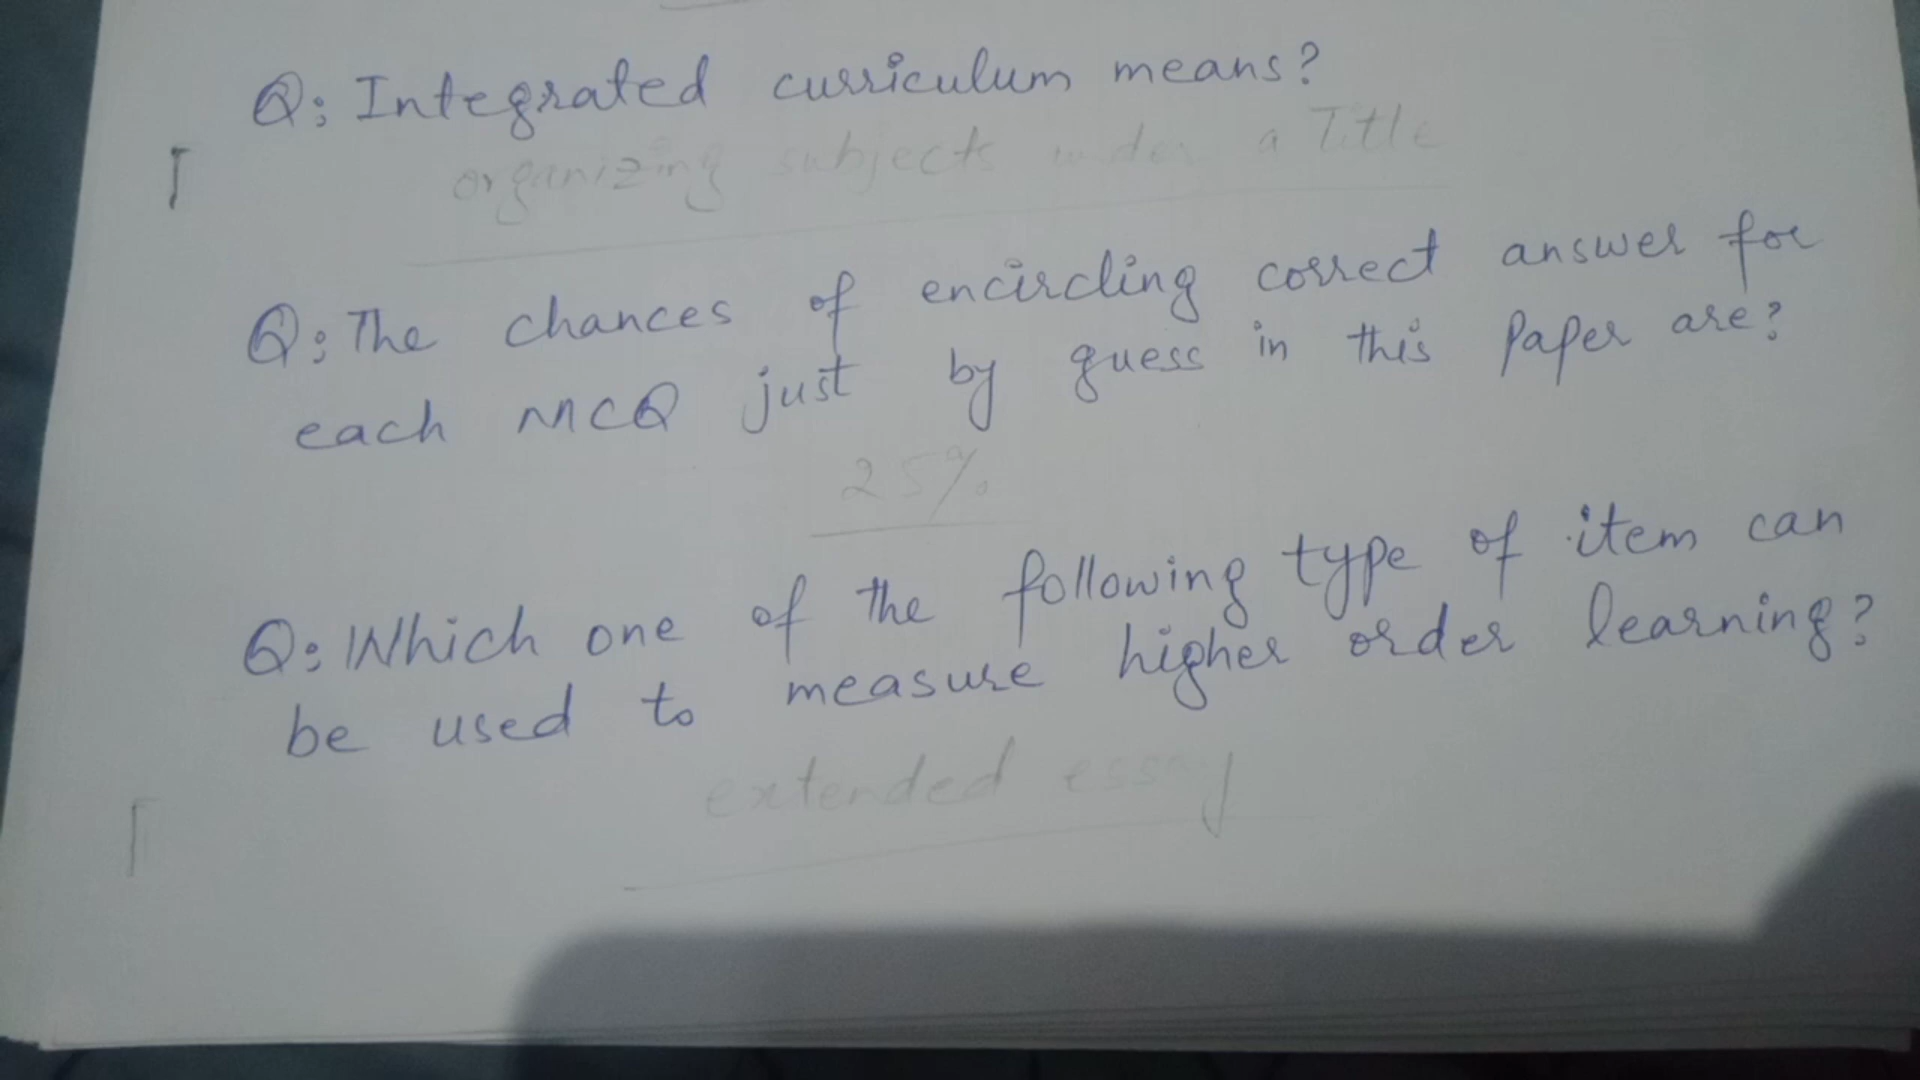 Q: Integrated curriculum means?
organizing subjects under a Title
Q: The chances of encircling correct answer for
each MCQ just by guess in this Paper are?
25%
Q: Which one of the following type of item can
be used to measure higher order learning?
extended essay